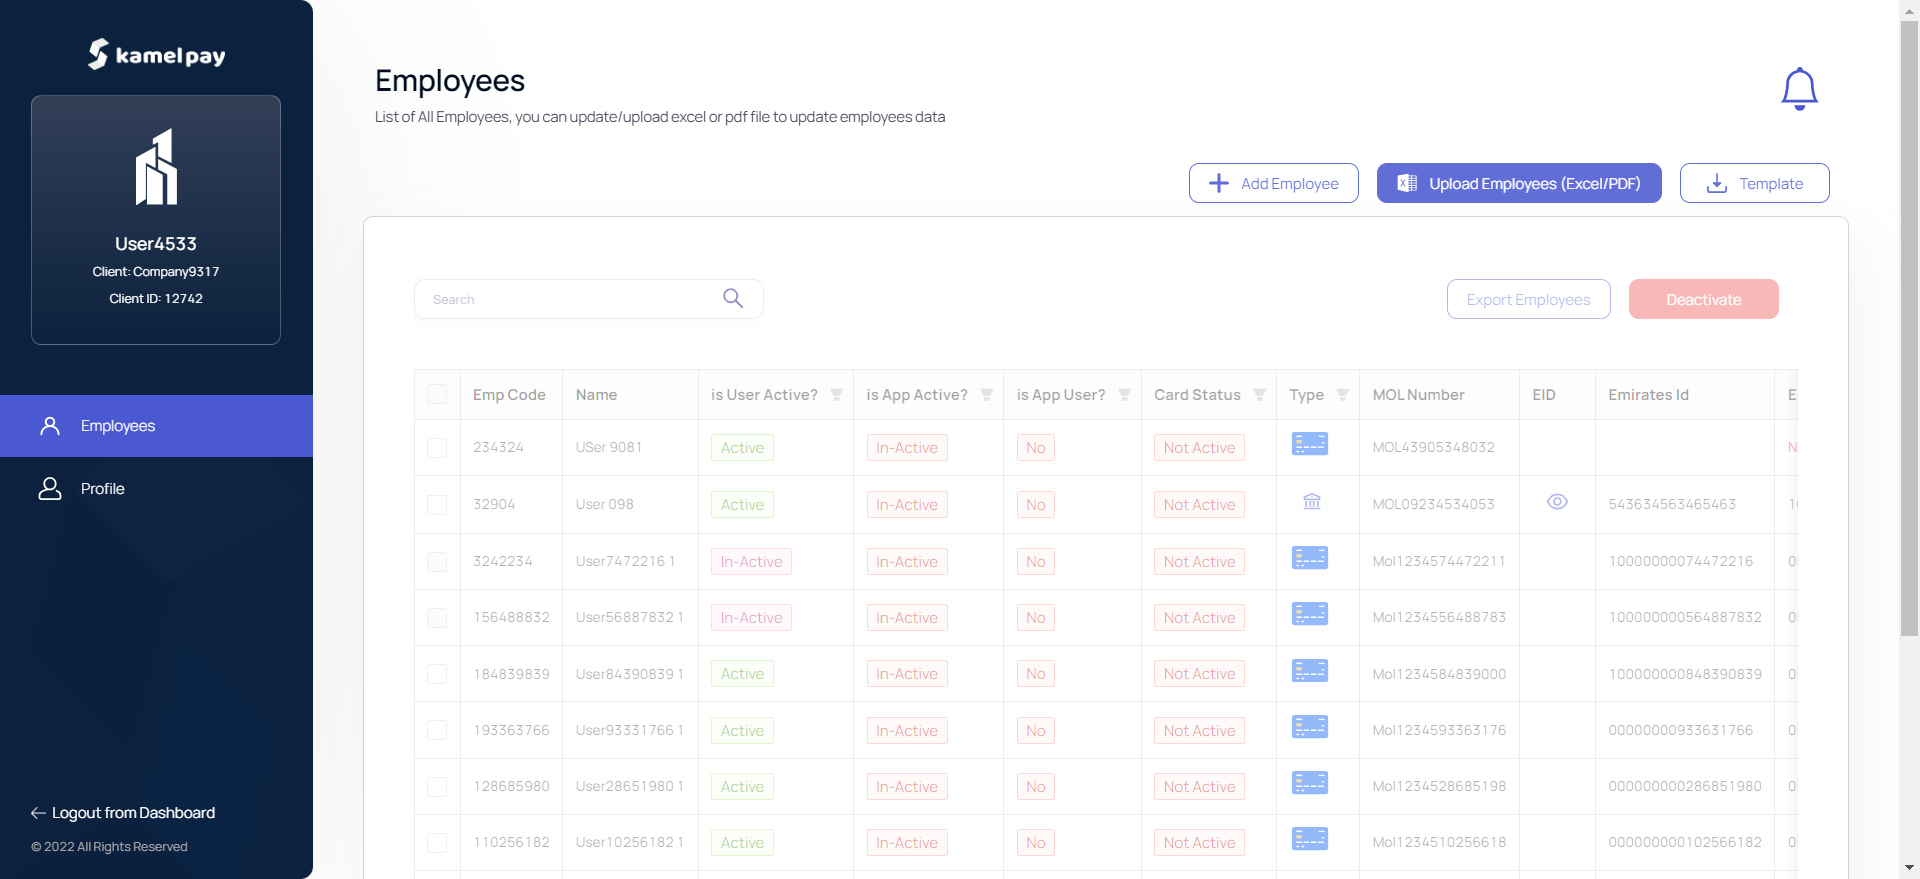 kamelpay
User4533
Client: Company9317
Client ID: 12742
Employees
Profile
Logout from Dashboard
© 2022 All Rights Reserved
Employees
List of All Employees, you can update/upload excel or pdf file to update employees data
Add Employee Upload Employees (Excel/PDF) Template
Search Export Employees Deactivate
Emp Code Name is User Active? is App Active? is App User? Card Status Type MOL Number EID Emirates Id
234324 USer 9081 Active In-Active No Not Active MOL43905348032
32904 User 098 Active In-Active No Not Active MOL09234534053 543634563465463
3242234 User7472216 1 In-Active In-Active No Not Active Mol1234574472211 10000000074472216
156488832 User56887832 1 In-Active In-Active No Not Active Mol1234556488783 100000000564887832
184839839 User84390839 1 Active In-Active No Not Active Mol1234584839000 100000000848390839
193363766 User93331766 1 Active In-Active No Not Active Mol1234593363176 00000000933631766
128685980 User28651980 1 Active In-Active No Not Active Mol1234528685198 000000000286851980
110256182 User10256182 1 Active In-Active No Not Active Mol1234510256618 000000000102566182